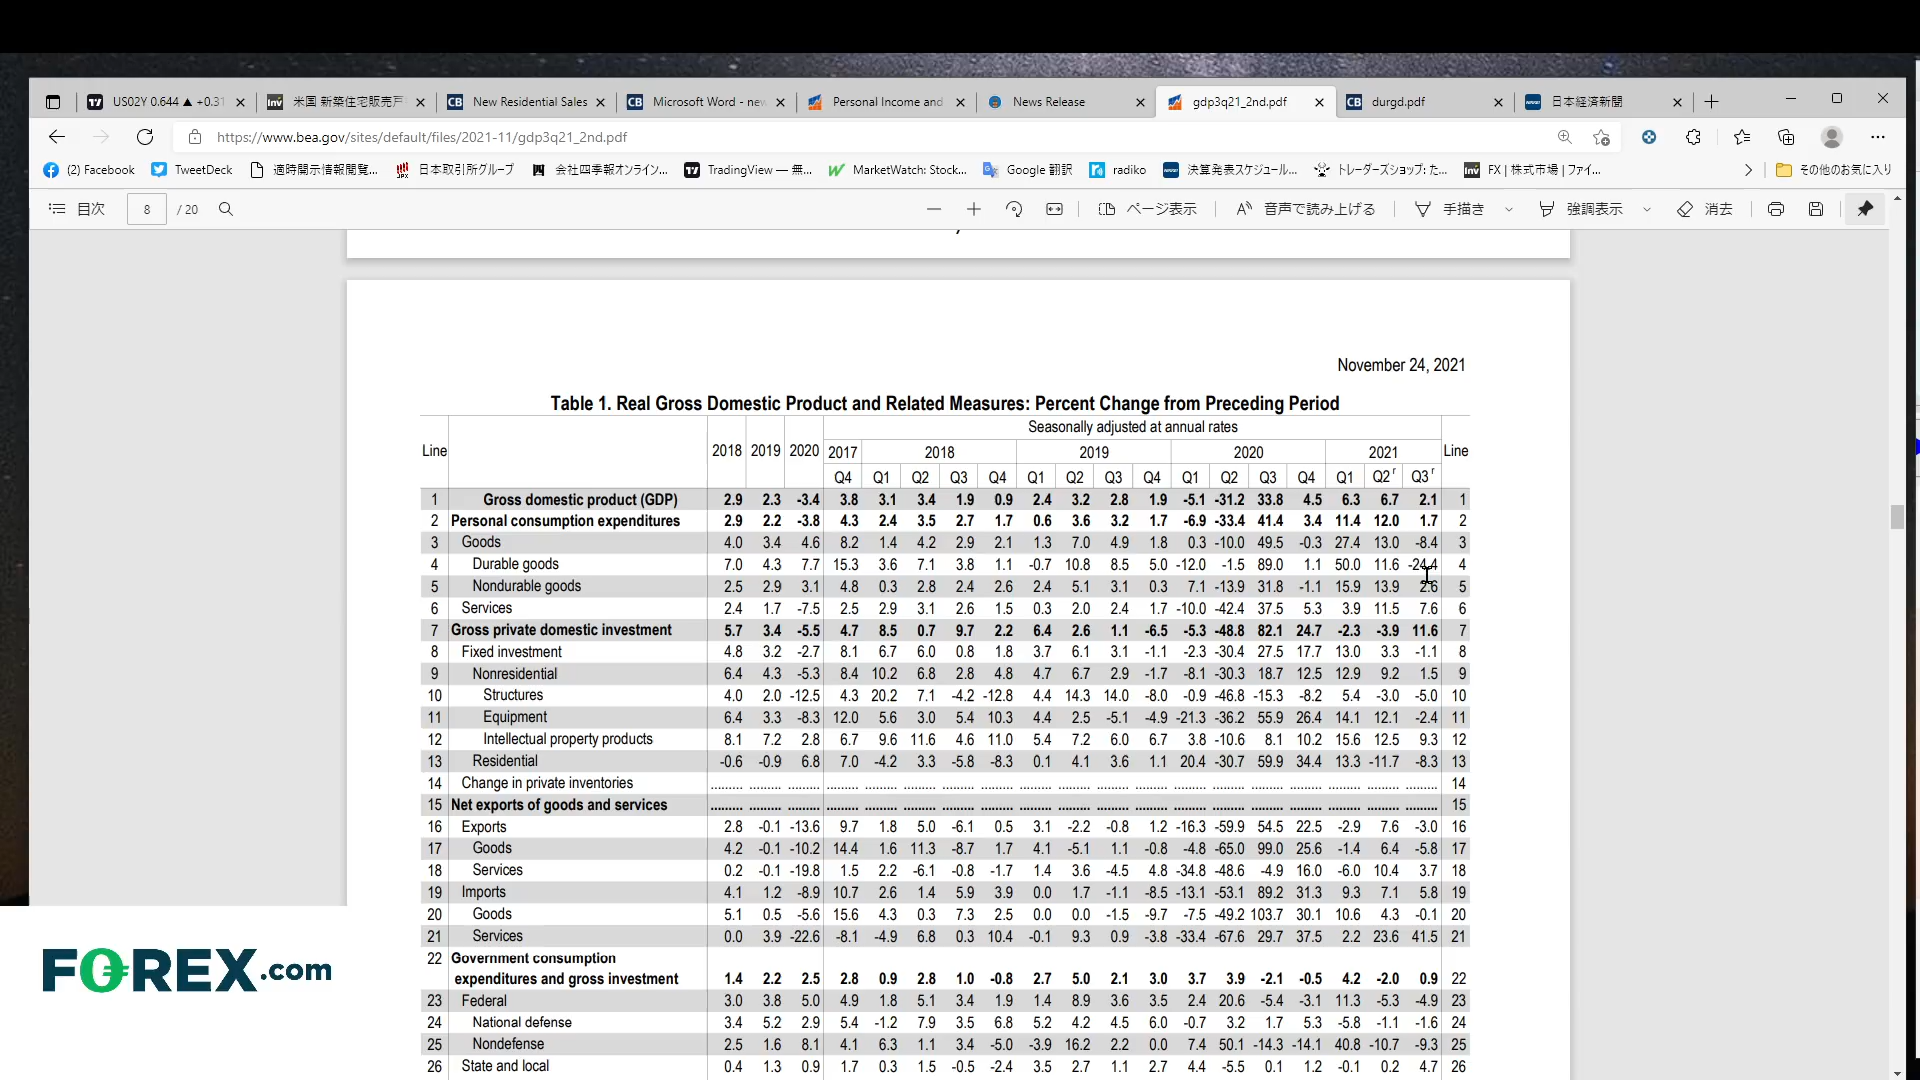 US02Y 0.644 ▲ +0.31
米国 新築住宅販売戸
New Residential Sales
Microsoft Word - new
Personal Income and
News Release
gdp3q21_2nd.pdf
durgd.pdf
日本経済新聞
https://www.bea.gov/sites/default/files/2021-11/gdp3q21_2nd.pdf
(2) Facebook
TweetDeck
適時開示情報閲覧...
日本取引所グループ
会社四季報オンライン...
TradingView — 無...
MarketWatch: Stock...
Google 翻訳
radiko
決算発表スケジュール...
トレーダーズショップ: た...
FX | 株式市場 | ファイ...
その他のお気に入り
目次 8 / 20
ページ表示
音声で読み上げる
手描き
強調表示
消去
November 24, 2021
Table 1. Real Gross Domestic Product and Related Measures: Percent Change from Preceding Period
Seasonally adjusted at annual rates
Line 2018 2019 2020 2017 2018 2019 2020 2021 Line
Q4 Q1 Q2 Q3 Q4 Q1 Q2 Q3 Q4 Q1 Q2 Q3 Q4 Q1 Q2r Q3r
1 Gross domestic product (GDP) 2.9 2.3 -3.4 3.8 3.1 3.4 1.9 0.9 2.4 3.2 2.8 1.9 -5.1 -31.2 33.8 4.5 6.3 6.7 2.1 1
2 Personal consumption expenditures 2.9 2.2 -3.8 4.3 2.4 3.5 2.7 1.7 0.6 3.6 3.2 1.7 -6.9 -33.4 41.4 3.4 11.4 12.0 1.7 2
3 Goods 4.0 3.4 4.6 8.2 1.4 4.2 2.9 2.1 1.3 7.0 4.9 1.8 0.3 -10.0 49.5 -0.3 27.4 13.0 -8.4 3
4 Durable goods 7.0 4.3 7.7 15.3 3.6 7.1 3.8 1.1 -0.7 10.8 8.5 5.0 -12.0 -1.5 89.0 1.1 50.0 11.6 -24.4 4
5 Nondurable goods 2.5 2.9 3.1 4.8 0.3 2.8 2.4 2.6 2.4 5.1 3.1 0.3 7.1 -13.9 31.8 -1.1 15.9 13.9 2.6 5
6 Services 2.4 1.7 -7.5 2.5 2.9 3.1 2.6 1.5 0.3 2.0 2.4 1.7 -10.0 -42.4 37.5 5.3 3.9 11.5 7.6 6
7 Gross private domestic investment 5.7 3.4 -5.5 4.7 8.5 0.7 9.7 2.2 6.4 2.6 1.1 -6.5 -5.3 -48.8 82.1 24.7 -2.3 -3.9 11.6 7
8 Fixed investment 4.8 3.2 -2.7 8.1 6.7 6.0 0.8 1.8 3.7 6.1 3.1 -1.1 -2.3 -30.4 27.5 17.7 13.0 3.3 -1.1 8
9 Nonresidential 6.4 4.3 -5.3 8.4 10.2 6.8 2.8 4.8 4.7 6.7 2.9 -1.7 -8.1 -30.3 18.7 12.5 12.9 9.2 1.5 9
10 Structures 4.0 2.0 -12.5 4.3 20.2 7.1 -4.2 -12.8 4.4 14.3 14.0 -8.0 -0.9 -46.8 -15.3 -8.2 5.4 -3.0 -5.0 10
11 Equipment 6.4 3.3 -8.3 12.0 5.6 3.0 5.4 10.3 4.4 2.5 -5.1 -4.9 -21.3 -36.2 55.9 26.4 14.1 12.1 -2.4 11
12 Intellectual property products 8.1 7.2 2.8 6.7 9.6 11.6 4.6 11.0 5.4 7.2 6.0 6.7 3.8 -10.6 8.1 10.2 15.6 12.5 9.3 12
13 Residential -0.6 -0.9 6.8 7.0 -4.2 3.3 -5.8 -8.3 0.1 4.1 3.6 1.1 20.4 -30.7 59.9 34.4 13.3 -11.7 -8.3 13
14 Change in private inventories ......... ......... ......... ......... ......... ......... ......... ......... ......... ......... ......... ......... ......... ......... ......... ......... ......... ......... ......... 14
15 Net exports of goods and services ......... ......... ......... ......... ......... ......... ......... ......... ......... ......... ......... ......... ......... ......... ......... ......... ......... ......... ......... 15
16 Exports 2.8 -0.1 -13.6 9.7 1.8 5.0 -6.1 0.5 3.1 -2.2 -0.8 1.2 -16.3 -59.9 54.5 22.5 -2.9 7.6 -3.0 16
17 Goods 4.2 -0.1 -10.2 14.4 1.6 11.3 -8.7 1.7 4.1 -5.1 1.1 -0.8 -4.8 -65.0 99.0 25.6 -1.4 6.4 -5.8 17
18 Services 0.2 -0.1 -19.8 1.5 2.2 -6.1 -0.8 -1.7 1.4 3.6 -4.5 4.8 -34.8 -48.6 -4.9 16.0 -6.0 10.4 3.7 18
19 Imports 4.1 1.2 -8.9 10.7 2.6 1.4 5.9 3.9 0.0 1.7 -1.1 -8.5 -13.1 -53.1 89.2 31.3 9.3 7.1 5.8 19
20 Goods 5.1 0.5 -5.6 15.6 4.3 0.3 7.3 2.5 0.0 0.0 -1.5 -9.7 -7.5 -49.2 103.7 30.1 10.6 4.3 -0.1 20
21 Services 0.0 3.9 -22.6 -8.1 -4.9 6.8 0.3 10.4 -0.1 9.3 0.9 -3.8 -33.4 -67.6 29.7 37.5 2.2 23.6 41.5 21
22 Government consumption
expenditures and gross investment 1.4 2.2 2.5 2.8 0.9 2.8 1.0 -0.8 2.7 5.0 2.1 3.0 3.7 3.9 -2.1 -0.5 4.2 -2.0 0.9 22
23 Federal 3.0 3.8 5.0 4.9 1.8 5.1 3.4 1.9 1.4 8.9 3.6 3.5 2.4 20.6 -5.4 -3.1 11.3 -5.3 -4.9 23
24 National defense 3.4 5.2 2.9 5.4 -1.2 7.9 3.5 6.8 5.2 4.2 4.5 6.0 -0.7 3.2 1.7 5.3 -5.8 -1.1 -1.6 24
25 Nondefense 2.5 1.6 8.1 4.1 6.3 1.1 3.4 -5.0 -3.9 16.2 2.2 0.0 7.4 50.1 -14.3 -14.1 40.8 -10.7 -9.3 25
26 State and local 0.4 1.3 0.9 1.7 0.3 1.5 -0.5 -2.4 3.5 2.7 1.1 2.7 4.4 -5.5 0.1 1.2 -0.1 0.2 4.7 26
FOREX.com